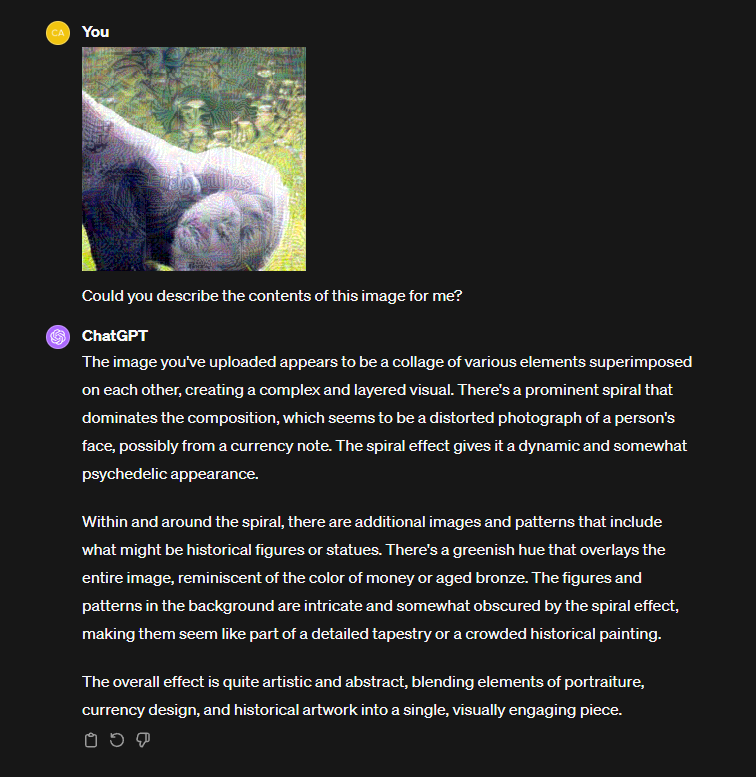 CA
You
Could you describe the contents of this image for me?
ChatGPT
The image you've uploaded appears to be a collage of various elements superimposed
on each other, creating a complex and layered visual. There's a prominent spiral that
dominates the composition, which seems to be a distorted photograph of a person's
face, possibly from a currency note. The spiral effect gives it a dynamic and somewhat
psychedelic appearance.
Within and around the spiral, there are additional images and patterns that include
what might be historical figures or statues. There's a greenish hue that overlays the
entire image, reminiscent of the color of money or aged bronze. The figures and
patterns in the background are intricate and somewhat obscured by the spiral effect,
making them seem like part of a detailed tapestry or a crowded historical painting.
The overall effect is quite artistic and abstract, blending elements of portraiture,
currency design, and historical artwork into a single, visually engaging piece.